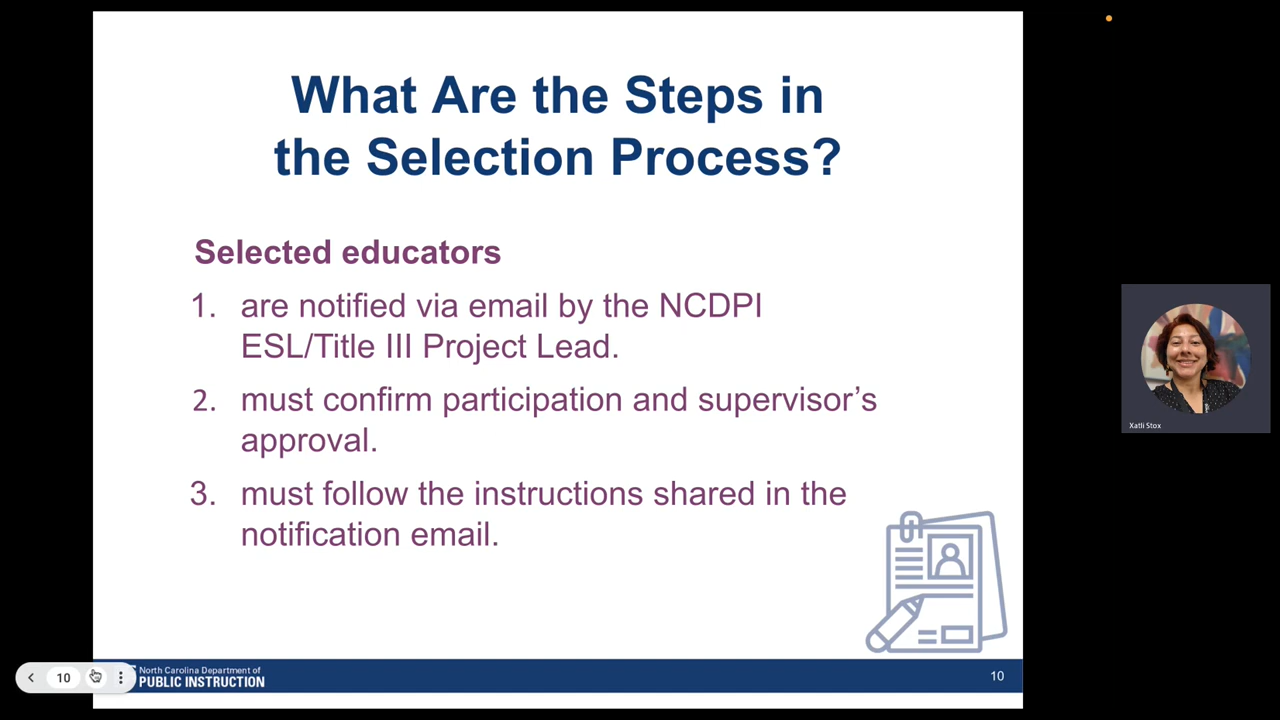 What Are the Steps in
the Selection Process?
Selected educators
1. are notified via email by the NCDPI
ESL/Title III Project Lead.
2. must confirm participation and supervisor’s
approval.
3. must follow the instructions shared in the
notification email.
Xatli Stox
10
North Carolina Department of
PUBLIC INSTRUCTION
10